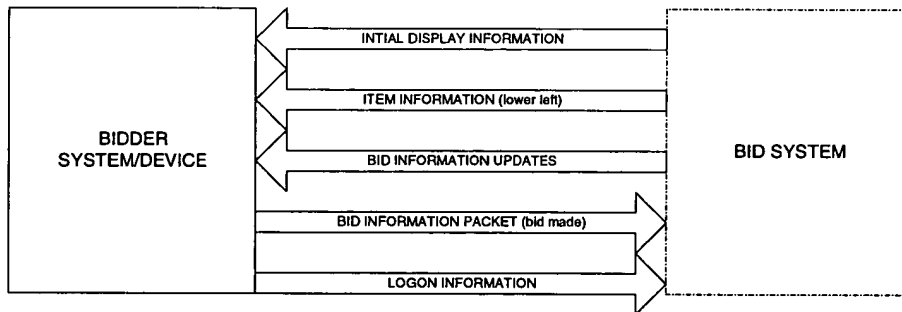 INTIAL DISPLAY INFORMATION
ITEM INFORMATION (lower left)
BIDDER
SYSTEM/DEVICE
BID INFORMATION UPDATES
BID SYSTEM
BID INFORMATION PACKET (bid made)
LOGON INFORMATION